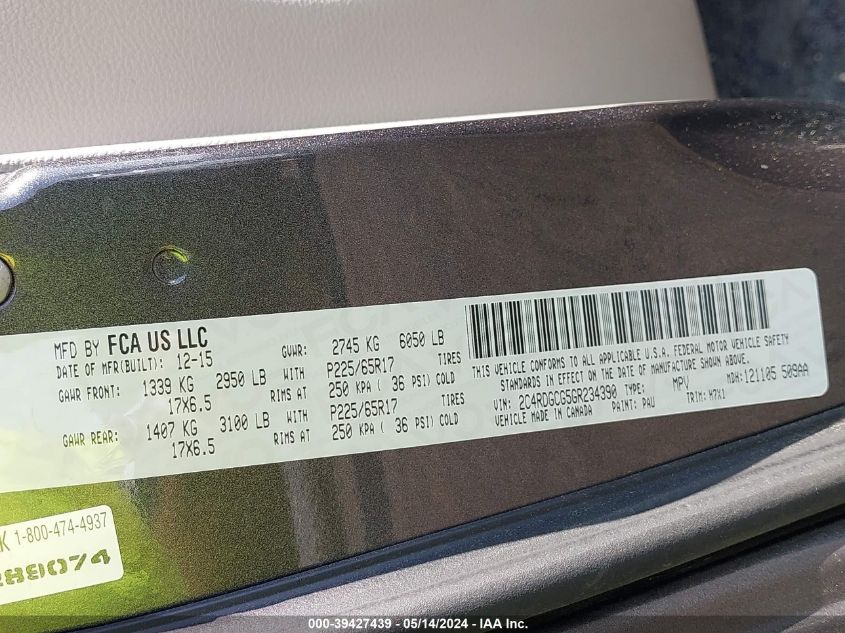 MFD BY FCA US LLC
DATE OF MFR(BUILT): 12-15 GVWR: 2745 KG 6050 LB
GAWR FRONT: 1339 KG 2950 LB WITH P225/65R17 TIRES
17X6.5 RIMS AT 250 KPA ( 36 PSI) COLD
GAWR REAR: 1407 KG 3100 LB WITH P225/65R17 TIRES
17X6.5 RIMS AT 250 KPA ( 36 PSI) COLD
THIS VEHICLE CONFORMS TO ALL APPLICABLE U.S.A. FEDERAL MOTOR VEHICLE SAFETY
STANDARDS IN EFFECT ON THE DATE OF MANUFACTURE SHOWN ABOVE.
VIN: 2C4RDGCG5GR234390 TYPE: MPV MDH: 121105 509AA
VEHICLE MADE IN CANADA PAINT: PAU TRIM: H7X1
K 1-800-474-4937
288074
000-39427439 - 05/14/2024 - IAA Inc.